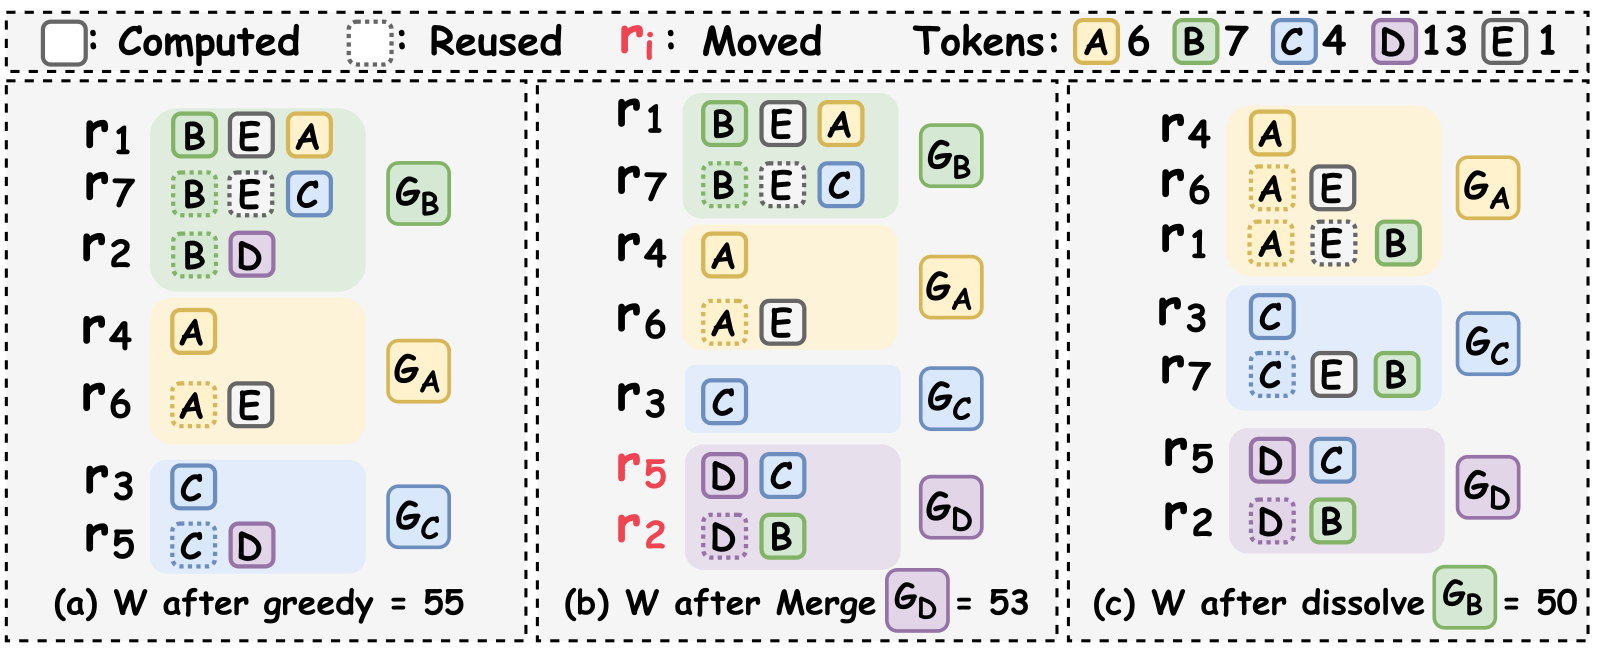 : Computed : Reused ri : Moved Tokens: A 6 B 7 C 4 D 13 E 1
r1 B E A
r7 B E C
r2 B D
GB
r4 A
r6 A E
GA
r3 C
r5 C D
GC
(a) W after greedy = 55
r1 B E A
r7 B E C
GB
r4 A
r6 A E
GA
r3 C GC
r5 D C
r2 D B
GD
(b) W after Merge GD = 53
r4 A
r6 A E
r1 A E B
GA
r3 C
r7 C E B
GC
r5 D C
r2 D B
GD
(c) W after dissolve GB = 50